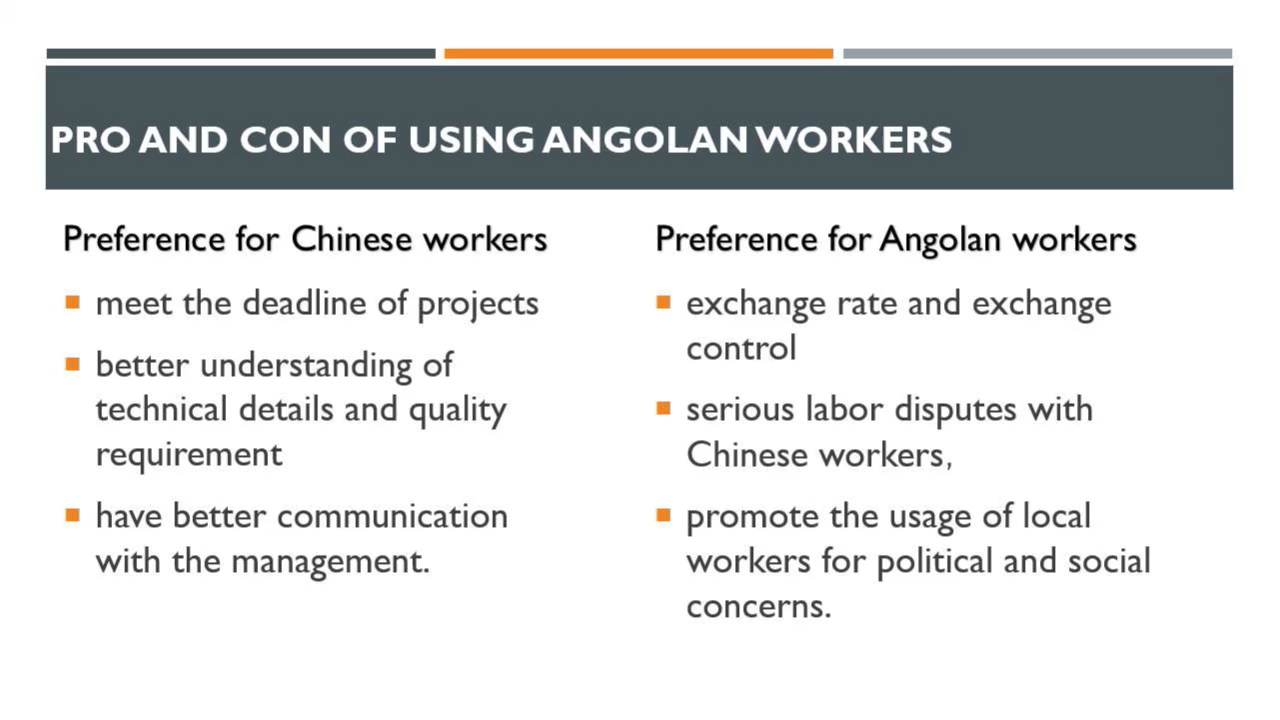 PRO AND CON OF USING ANGOLAN WORKERS
Preference for Chinese workers
meet the deadline of projects
better understanding of
technical details and quality
requirement
have better communication
with the management.
Preference for Angolan workers
exchange rate and exchange
control
serious labor disputes with
Chinese workers,
promote the usage of local
workers for political and social
concerns.